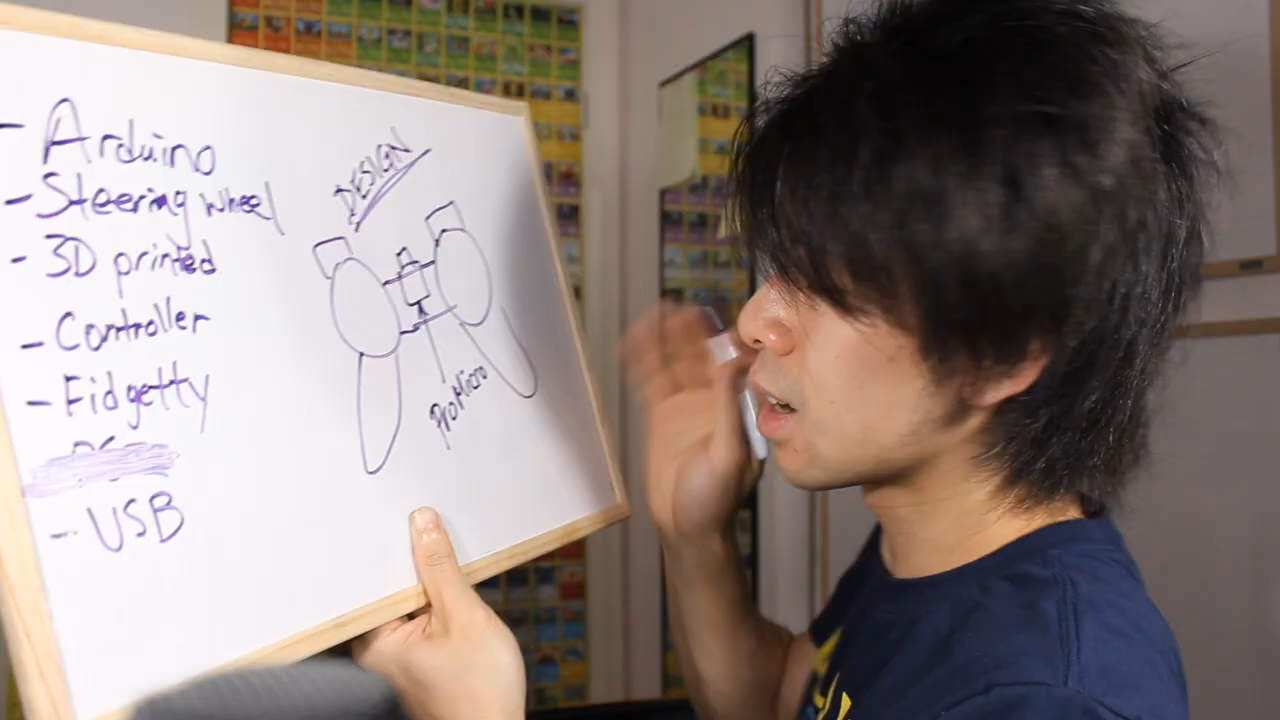 - Arduino
- Steering wheel
- 3D printed
- Controller
- Fidgetty
- USB
DESIGN
ProMicro